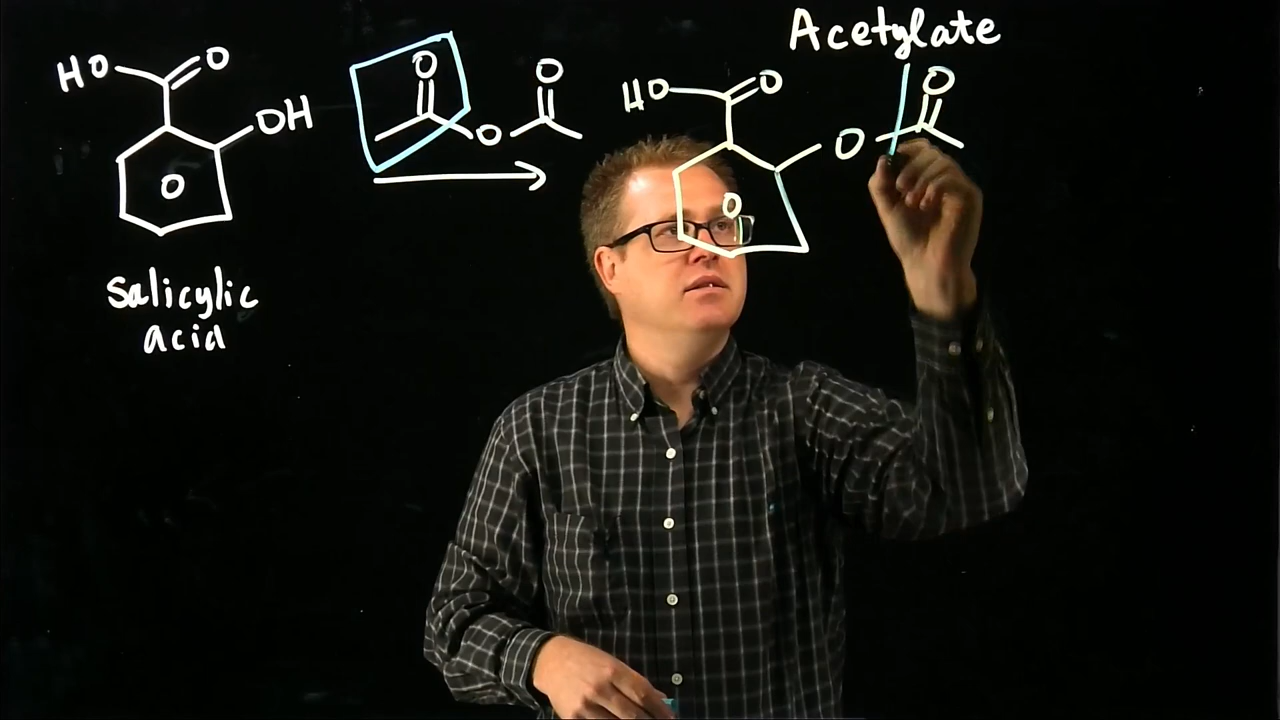 Acetylate
HO O OH
O O O
HO O O O
O
O
salicylic
acid